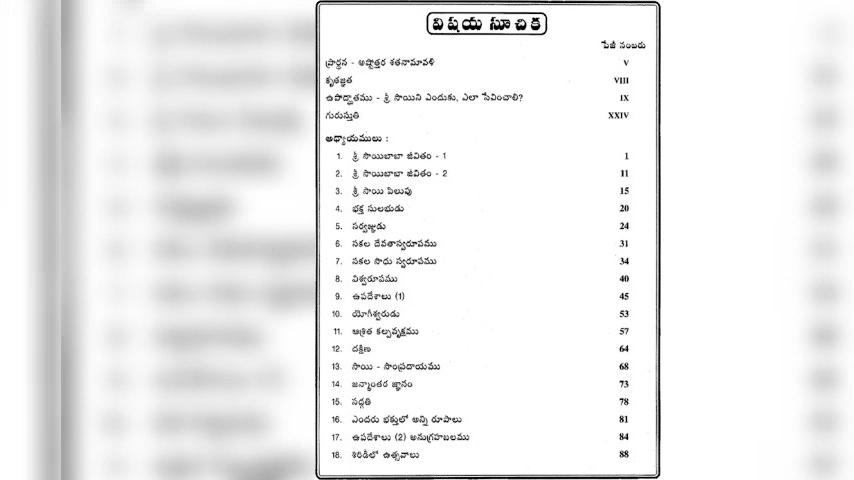 విషయ సూచిక
పేజీ నంబరు
ప్రార్థన - అష్టోత్తర శతనామావళి V
కృతజ్ఞత VIII
ఉపోద్ఘాతము - శ్రీ సాయిని ఎందుకు, ఎలా సేవించాలి? IX
గురుస్తుతి XXIV
అధ్యాయములు :
1. శ్రీ సాయిబాబా జీవితం - 1 1
2. శ్రీ సాయిబాబా జీవితం - 2 11
3. శ్రీ సాయి పిలుపు 15
4. భక్త సులభుడు 20
5. సర్వజ్ఞుడు 24
6. సకల దేవతాస్వరూపము 31
7. సకల సాధు స్వరూపము 34
8. విశ్వరూపము 40
9. ఉపదేశాలు (1) 45
10. యోగీశ్వరుడు 53
11. ఆశ్రిత కల్పవృక్షము 57
12. దక్షిణ 64
13. సాయి - సాంప్రదాయము 68
14. జన్మాంతర జ్ఞానం 73
15. సద్గతి 78
16. ఎందరు భక్తులో అన్ని రూపాలు 81
17. ఉపదేశాలు (2) అనుగ్రహబలము 84
18. శిరిడీలో ఉత్సవాలు 88